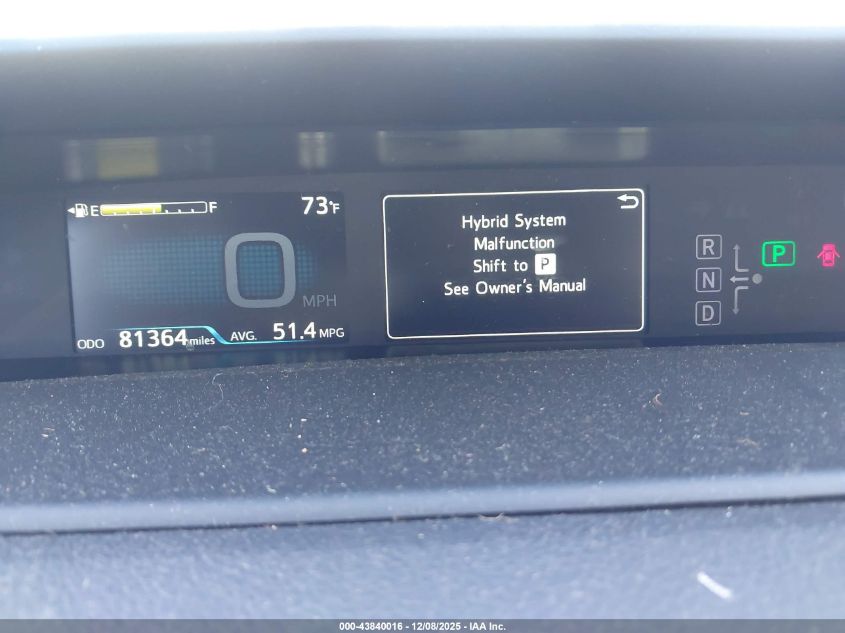 E F 73°F
0 MPH
ODO 81364 miles AVG. 51.4 MPG
Hybrid System
Malfunction
Shift to P
See Owner's Manual
R
N
D
P
000-43840016 - 12/08/2025 - IAA Inc.